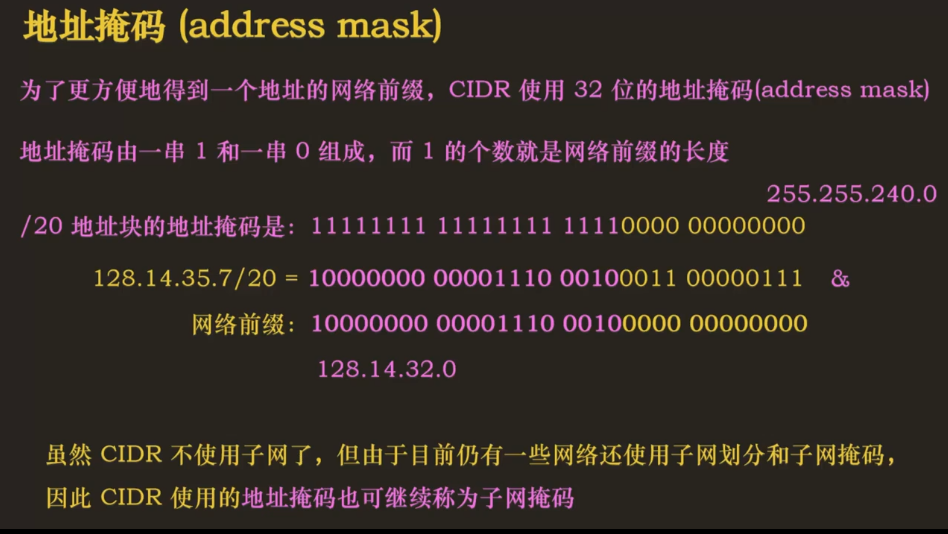 地址掩码 (address mask)
为了更方便地得到一个地址的网络前缀，CIDR 使用 32 位的地址掩码(address mask)
地址掩码由一串 1 和一串 0 组成，而 1 的个数就是网络前缀的长度
255.255.240.0
/20 地址块的地址掩码是：11111111 11111111 11110000 00000000
128.14.35.7/20 = 10000000 00001110 00100011 00000111 &
网络前缀：10000000 00001110 00100000 00000000
128.14.32.0
虽然 CIDR 不使用子网了，但由于目前仍有一些网络还使用子网划分和子网掩码，
因此 CIDR 使用的地址掩码也可继续称为子网掩码